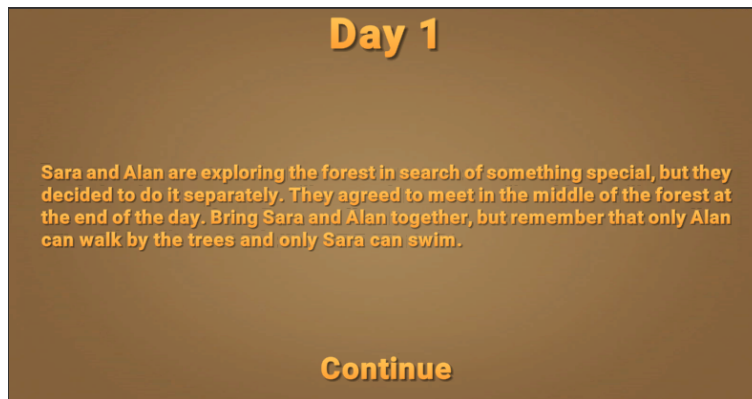 Day 1
Sara and Alan are exploring the forest in search of something special, but they
decided to do it separately. They agreed to meet in the middle of the forest at
the end of the day. Bring Sara and Alan together, but remember that only Alan
can walk by the trees and only Sara can swim.
Continue